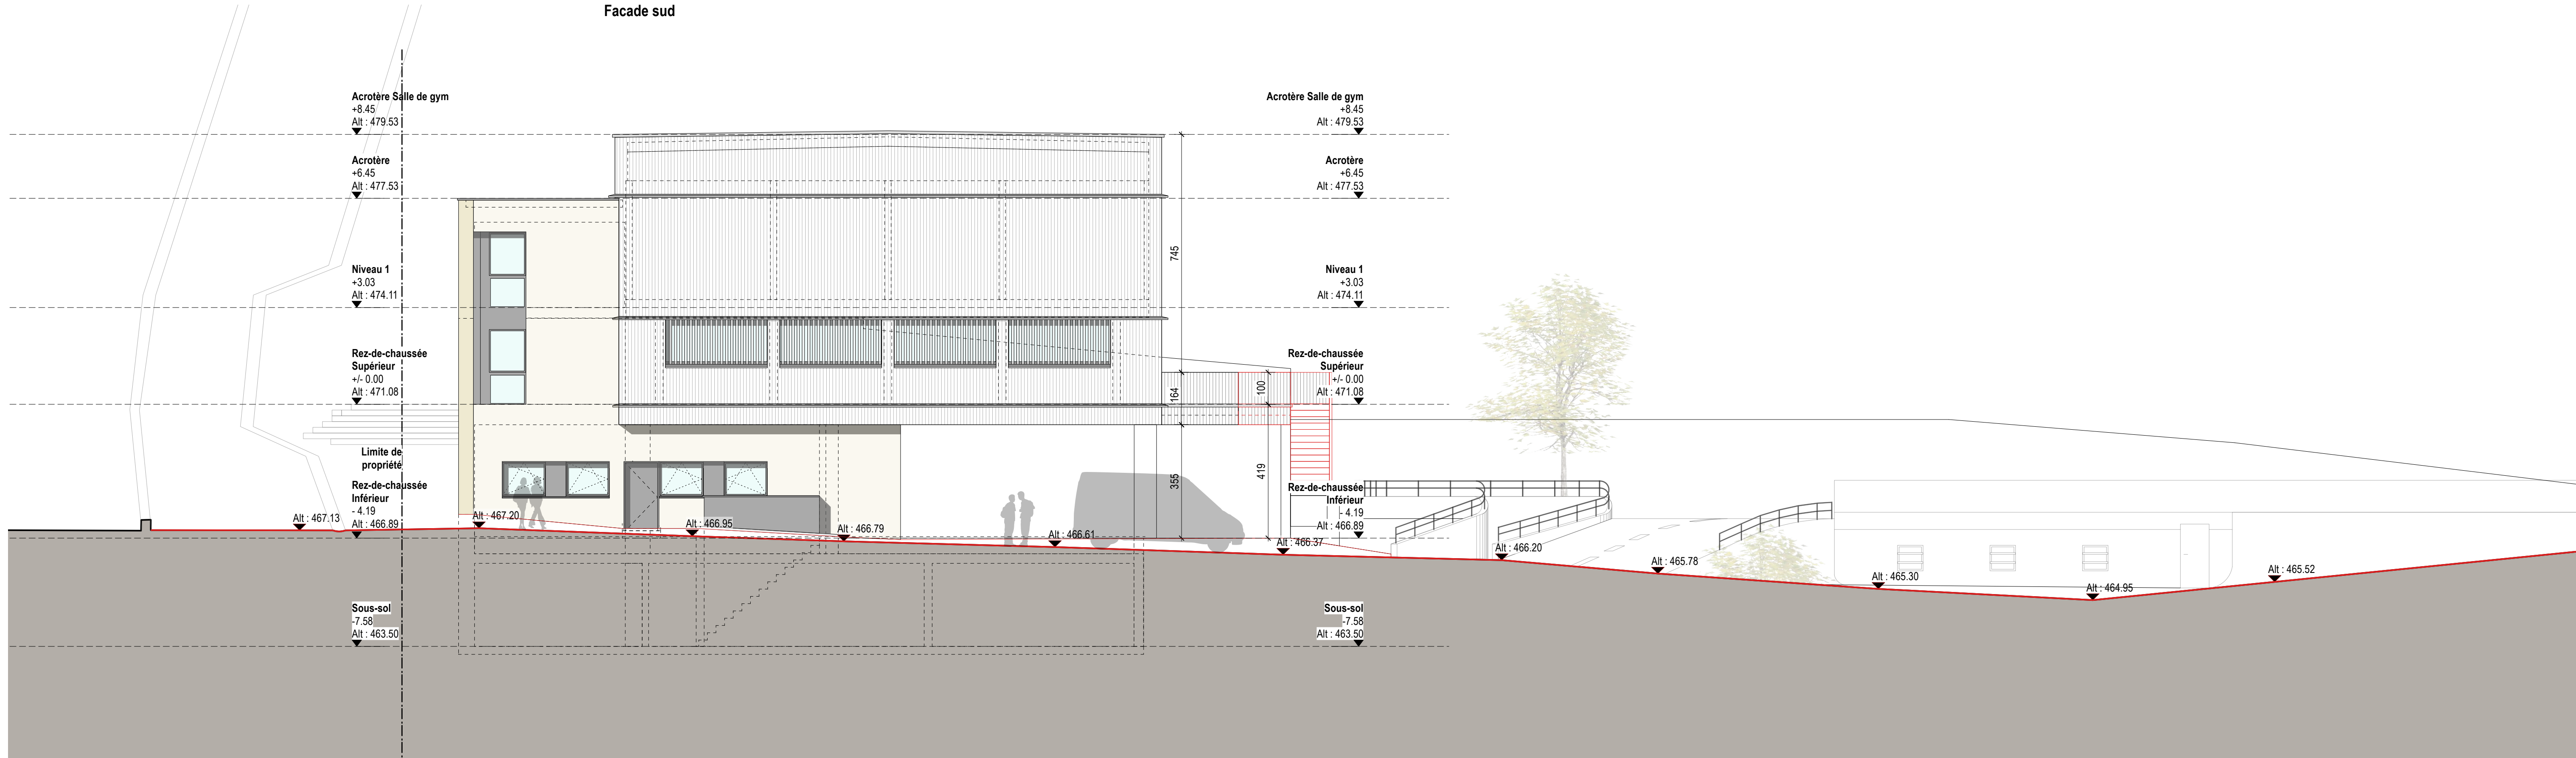 Facade sud
Acrotère Salle de gym
+8.45
Alt : 479.53
Acrotère
+6.45
Alt : 477.53
Niveau 1
+3.03
Alt : 474.11
Rez-de-chaussée
Supérieur
+/- 0.00
Alt : 471.08
Limite de
propriété
Rez-de-chaussée
Inférieur
- 4.19
Alt : 466.89
Sous-sol
-7.58
Alt : 463.50
Acrotère Salle de gym
+8.45
Alt : 479.53
Acrotère
+6.45
Alt : 477.53
Niveau 1
+3.03
Alt : 474.11
Rez-de-chaussée
Supérieur
+/- 0.00
Alt : 471.08
Rez-de-chaussée
Inférieur
- 4.19
Alt : 466.89
Sous-sol
-7.58
Alt : 463.50
745
164
100
355
419
Alt : 467.13
Alt : 467.20
Alt : 466.95
Alt : 466.79
Alt : 466.61
Alt : 466.37
Alt : 466.20
Alt : 465.78
Alt : 465.30
Alt : 464.95
Alt : 465.52